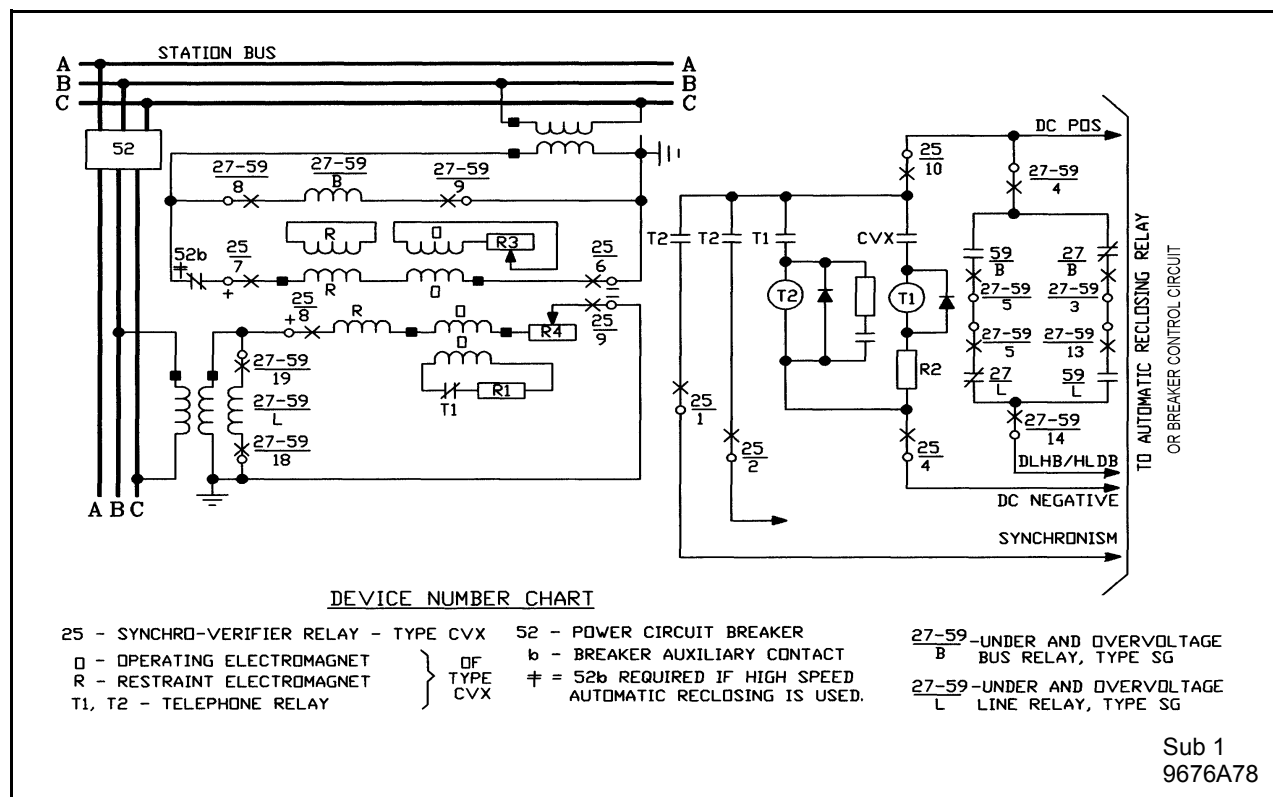 STATION BUS
A A
B B
C C
52
27-59
8
27-59
B
27-59
9
R
O
R3
52b
‡
25
7
+
R
O
25
6
=
25
8
+
R
O
R4
25
9
O
T1
R1
27-59
19
27-59
L
27-59
18
A B C
DC POS
25
10
27-59
4
T2
T2
T1
CVX
59
B
27
B
T2
T1
27-59
5
27-59
3
R2
27-59
5
27-59
13
27
L
59
L
25
1
25
2
25
4
27-59
14
DLHB/HLDB
DC NEGATIVE
SYNCHRONISM
TO AUTOMATIC RECLOSING RELAY
OR BREAKER CONTROL CIRCUIT
DEVICE NUMBER CHART
25 - SYNCHRO-VERIFIER RELAY - TYPE CVX
O - OPERATING ELECTROMAGNET
R - RESTRAINT ELECTROMAGNET
T1, T2 - TELEPHONE RELAY
OF
TYPE
CVX
52 - POWER CIRCUIT BREAKER
b - BREAKER AUXILIARY CONTACT
‡ = 52b REQUIRED IF HIGH SPEED
AUTOMATIC RECLOSING IS USED.
27-59
B
-UNDER AND OVERVOLTAGE
BUS RELAY, TYPE SG
27-59
L
-UNDER AND OVERVOLTAGE
LINE RELAY, TYPE SG
Sub 1
9676A78